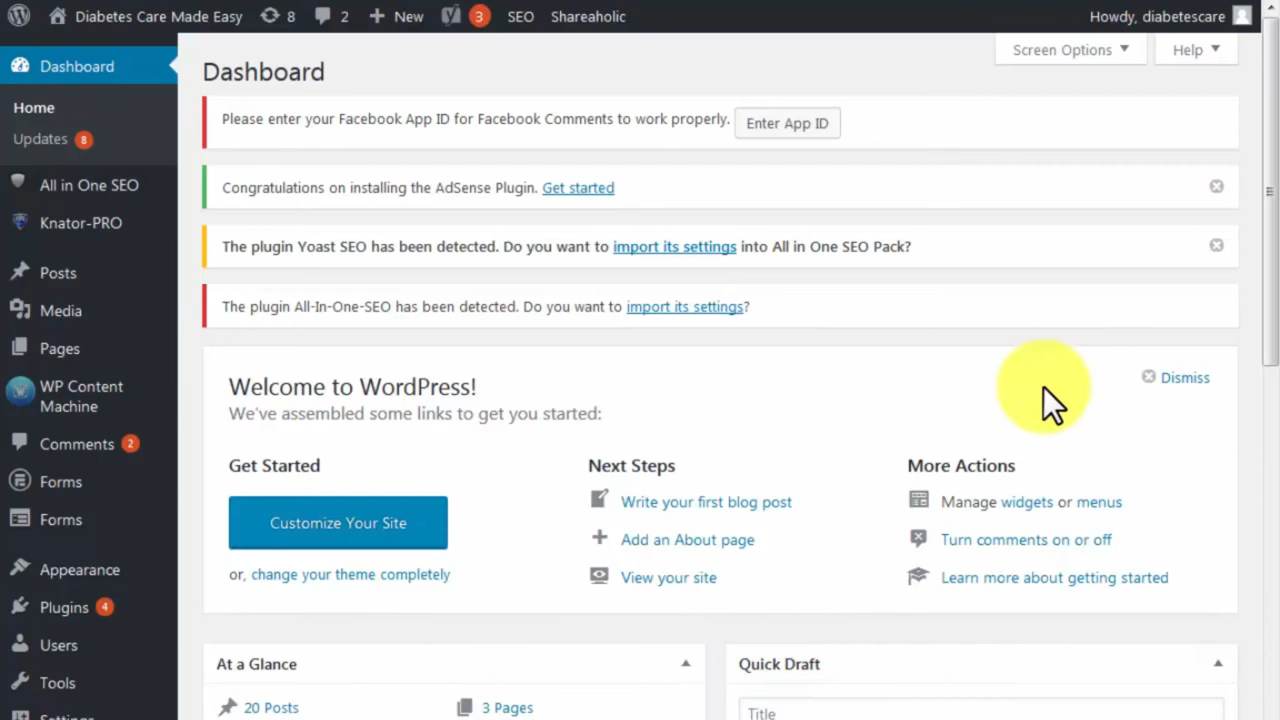 Diabetes Care Made Easy 8 2 New 3 SEO Shareaholic Howdy, diabetescare
Dashboard
Home
Updates 8
All in One SEO
Knator-PRO
Posts
Media
Pages
WP Content
Machine
Comments 2
Forms
Forms
Appearance
Plugins 4
Users
Tools
Settings
Screen Options Help
Dashboard
Please enter your Facebook App ID for Facebook Comments to work properly. Enter App ID
Congratulations on installing the AdSense Plugin. Get started
The plugin Yoast SEO has been detected. Do you want to import its settings into All in One SEO Pack?
The plugin All-In-One-SEO has been detected. Do you want to import its settings?
Dismiss
Welcome to WordPress!
We've assembled some links to get you started:
Get Started
Customize Your Site
or, change your theme completely
Next Steps
Write your first blog post
Add an About page
View your site
More Actions
Manage widgets or menus
Turn comments on or off
Learn more about getting started
At a Glance
20 Posts 3 Pages
Quick Draft
Title